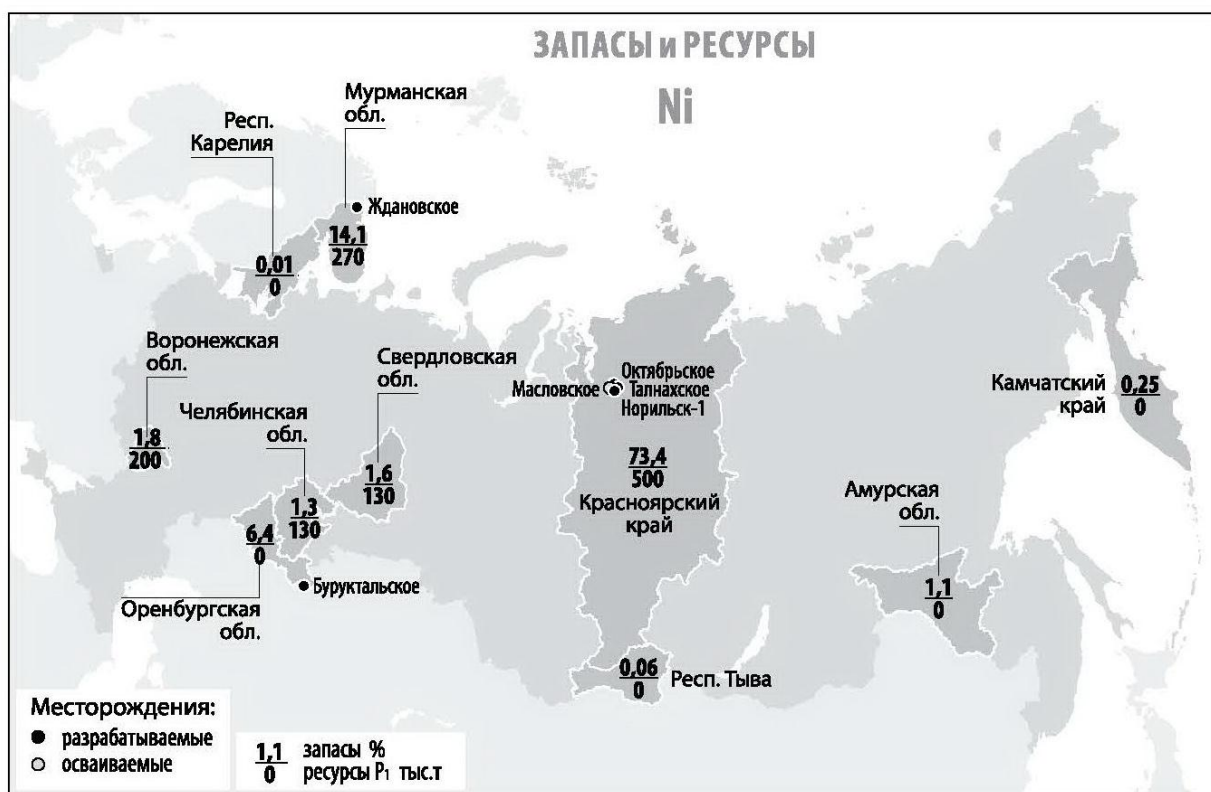 ЗАПАСЫ и РЕСУРСЫ
Ni
Мурманская
обл.
Респ.
Карелия
Ждановское
14,1
270
0,01
0
Воронежская
обл.
1,8
200
Свердловская
обл.
1,6
130
Челябинская
обл.
1,3
130
6,4
0
Оренбургская
обл.
Буруктальское
Масловское
Октябрьское
Талнахское
Норильск-1
73,4
500
Красноярский
край
Камчатский
край
0,25
0
Амурская
обл.
1,1
0
0,06
0
Респ. Тыва
Месторождения:
разрабатываемые
осваиваемые
1,1
0
запасы %
ресурсы P₁ тыс.т